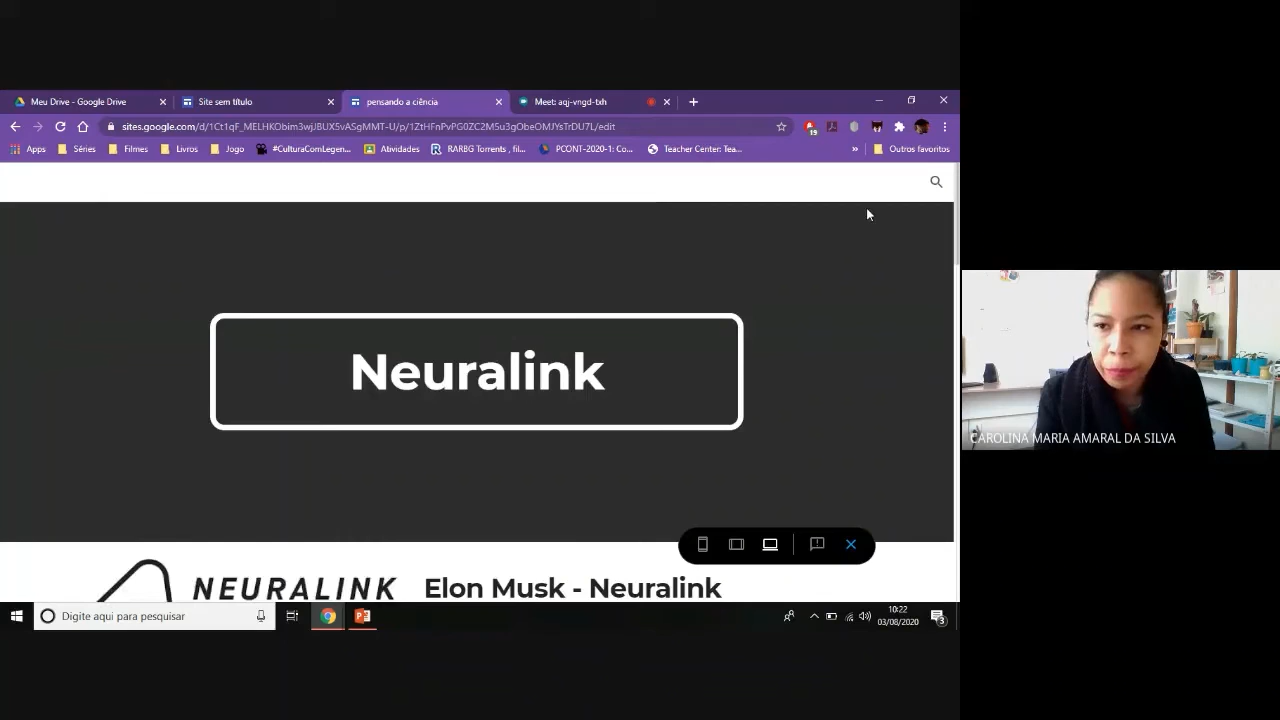 Meu Drive - Google Drive
Site sem título
pensando a ciência
Meet: aqj-vngd-txh
sites.google.com/d/1Ct1qF_MELHKObim3wjJBUX5vASgMMT-U/p/1ZtHFnPvPG0ZC2M5u3gObeOMJYsTrDU7L/edit
19
Apps
Séries
Filmes
Livros
Jogo
#CulturaComLegen...
Atividades
RARBG Torrents , fil...
PCONT-2020-1: Co...
Teacher Center: Tea...
»
Outros favoritos
Neuralink
CAROLINA MARIA AMARAL DA SILVA
NEURALINK
Elon Musk - Neuralink
Digite aqui para pesquisar
10:22
03/08/2020
3